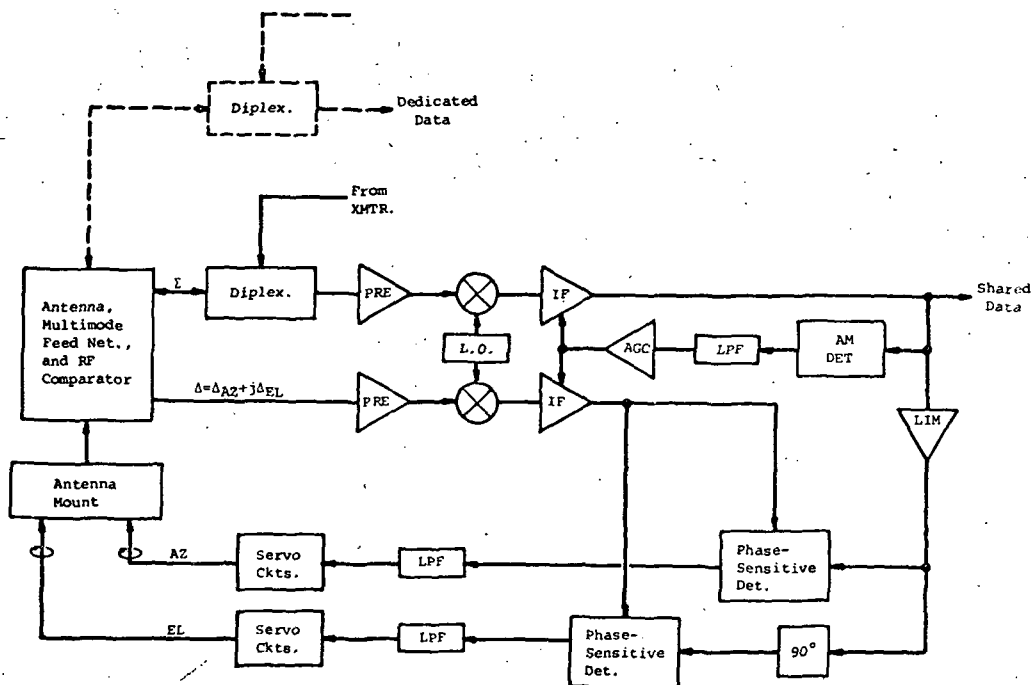 Diplex.
Dedicated
Data
From
XMTR.
Antenna,
Multimode
Feed Net.,
and RF
Comparator
Σ
Diplex.
PRE
IF
Shared
Data
L.O.
AGC
LPF
AM
DET
Δ=ΔAZ+jΔEL
PRE
IF
LIM
Antenna
Mount
AZ
Servo
Ckts.
LPF
Phase-
Sensitive
Det.
EL
Servo
Ckts.
LPF
Phase-
Sensitive
Det.
90°